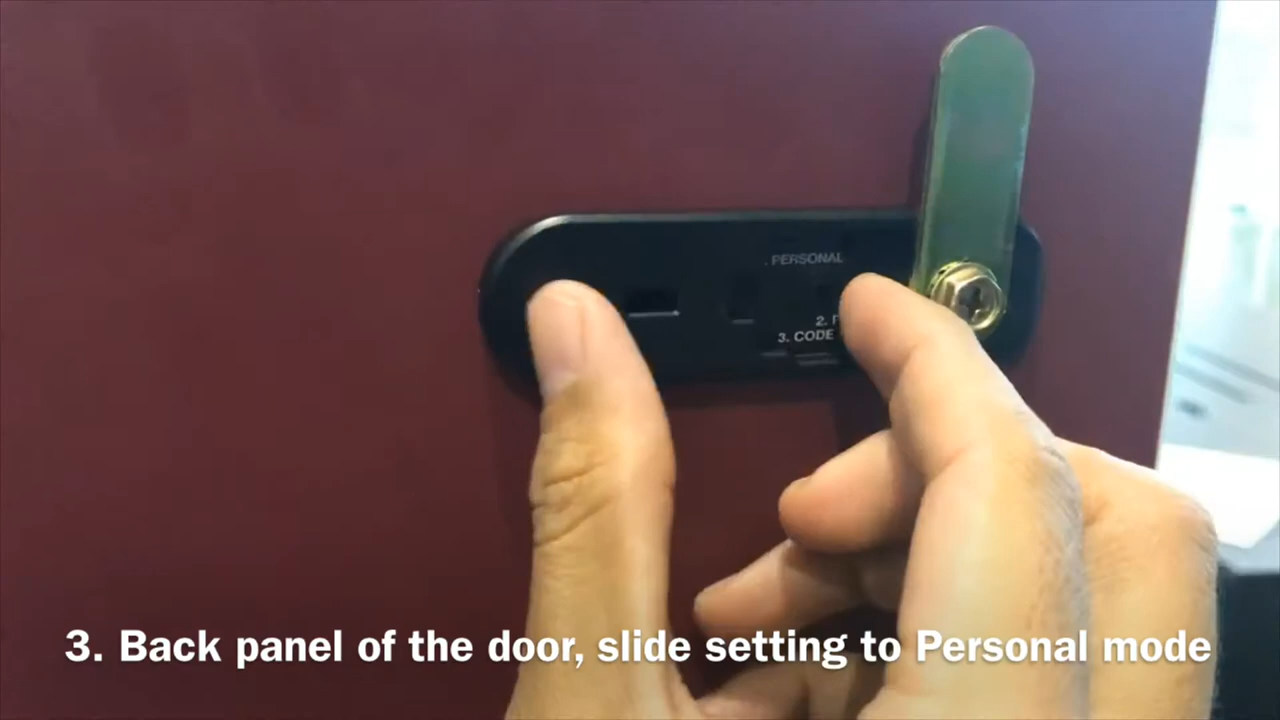 . PERSONAL
2.
3. CODE
3. Back panel of the door, slide setting to Personal mode